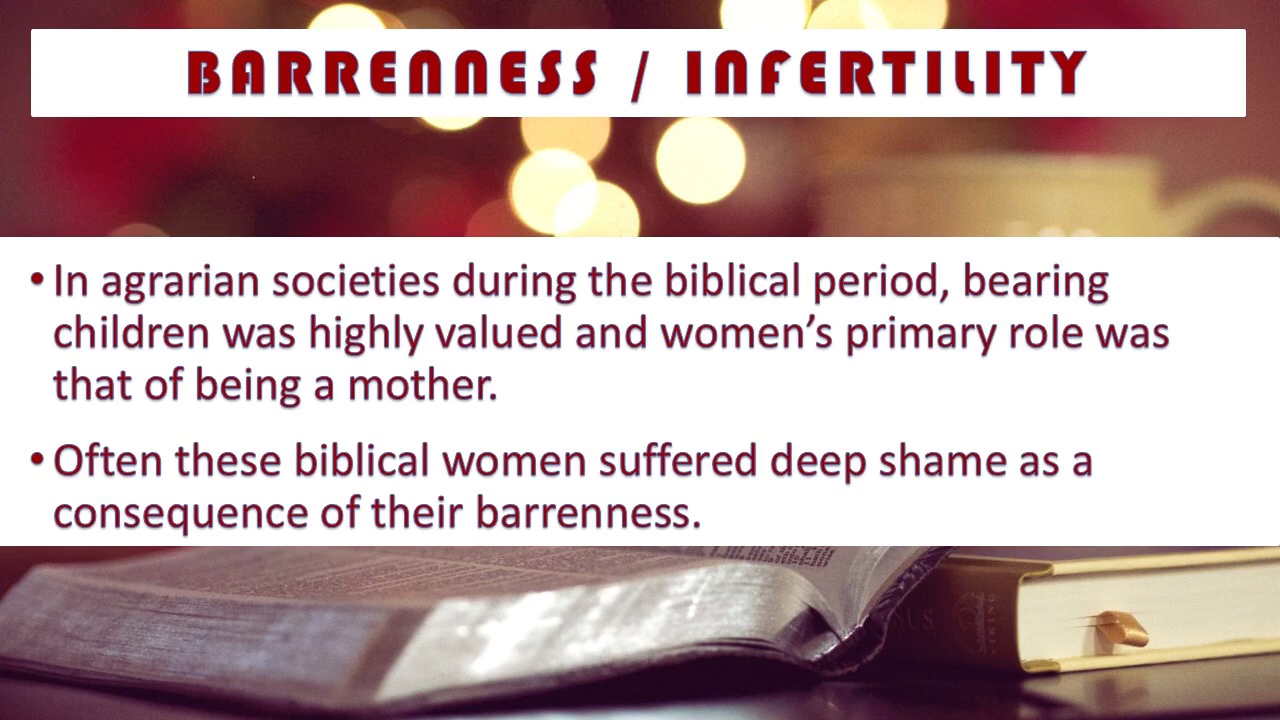 BARRENNESS / INFERTILITY
• In agrarian societies during the biblical period, bearing
children was highly valued and women’s primary role was
that of being a mother.
• Often these biblical women suffered deep shame as a
consequence of their barrenness.
VIKING